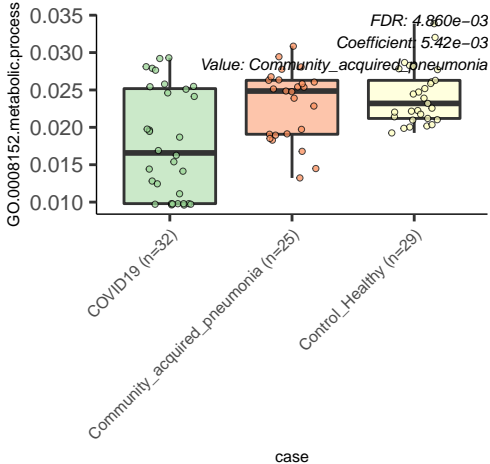 GO.0008152.metabolic.process
0.035
0.030
0.025
0.020
0.015
0.010
FDR: 4.860e−03
Coefficient: 5.42e−03
Value: Community_acquired_pneumonia
COVID19 (n=32)
Community_acquired_pneumonia (n=25)
Control_Healthy (n=29)
case